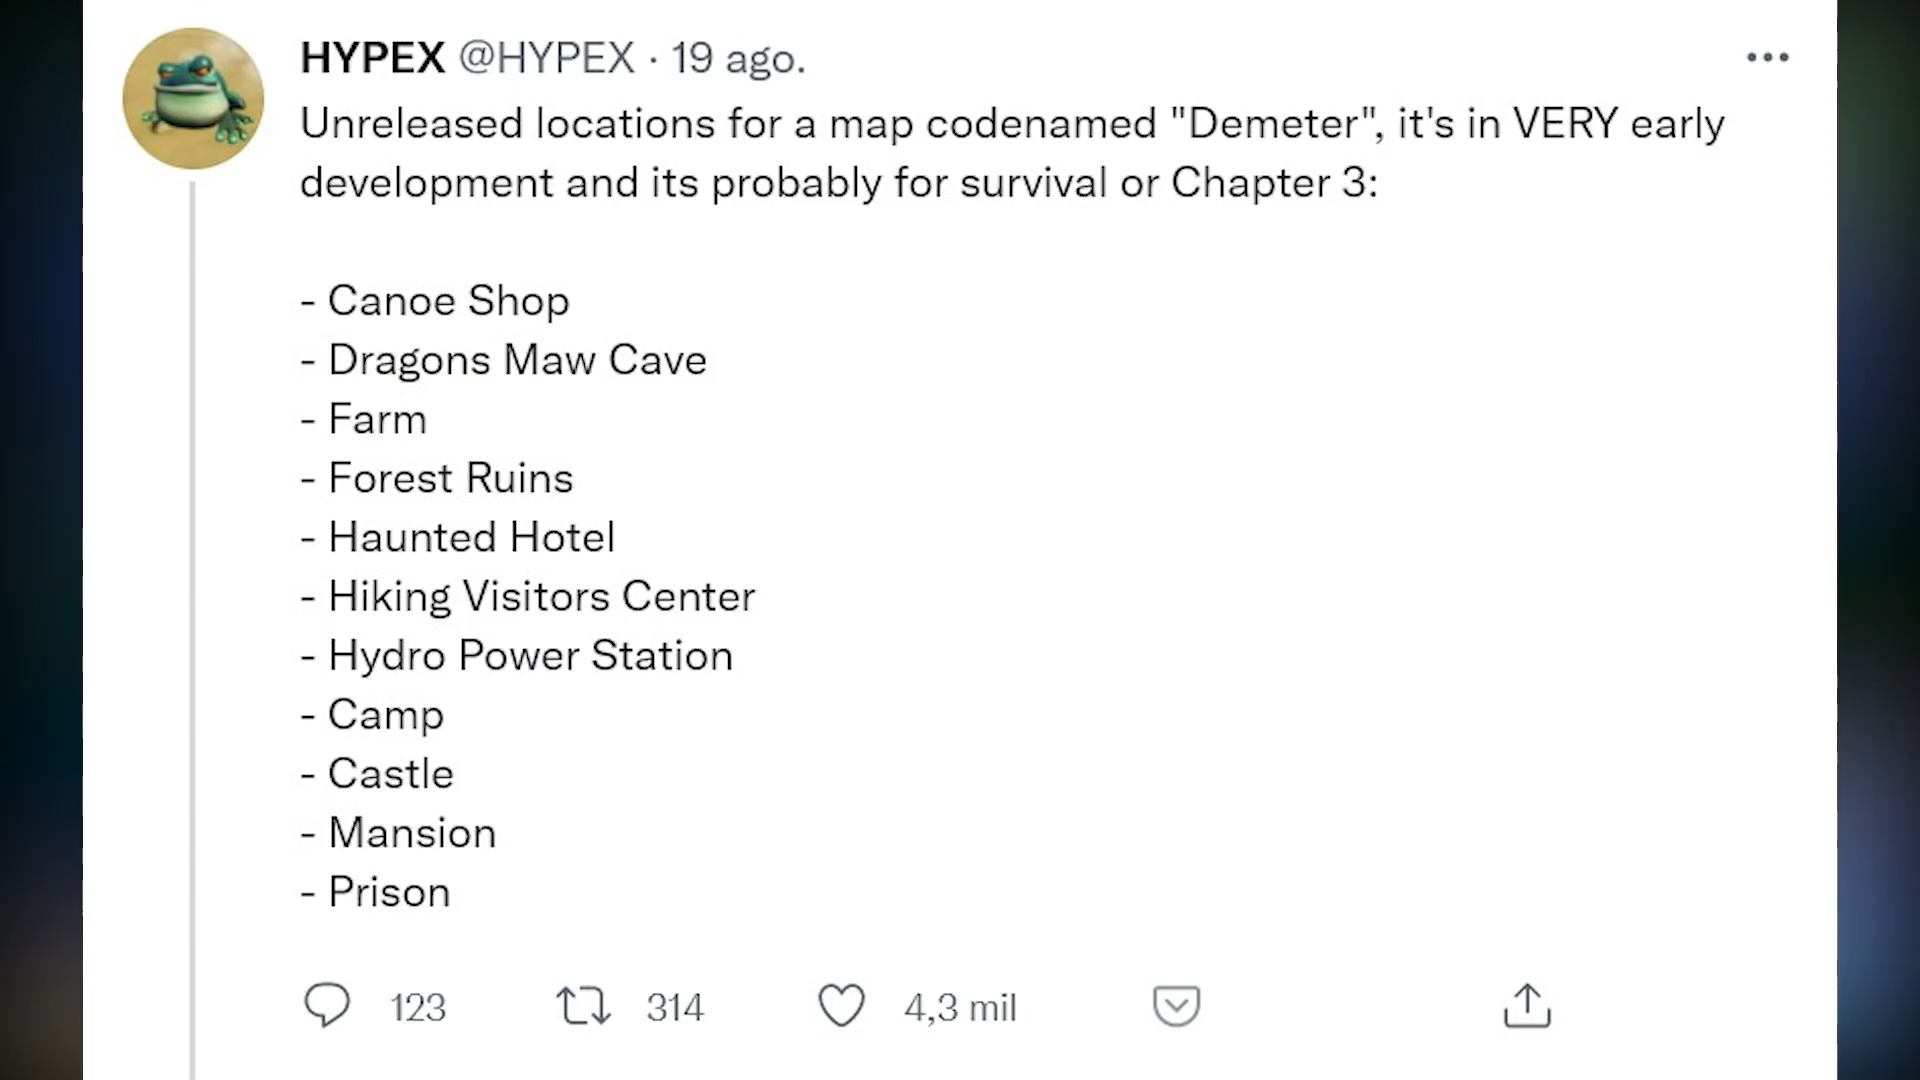 HYPEX @HYPEX · 19 ago.
Unreleased locations for a map codenamed "Demeter", it's in VERY early
development and its probably for survival or Chapter 3:
- Canoe Shop
- Dragons Maw Cave
- Farm
- Forest Ruins
- Haunted Hotel
- Hiking Visitors Center
- Hydro Power Station
- Camp
- Castle
- Mansion
- Prison
123 314 4,3 mil